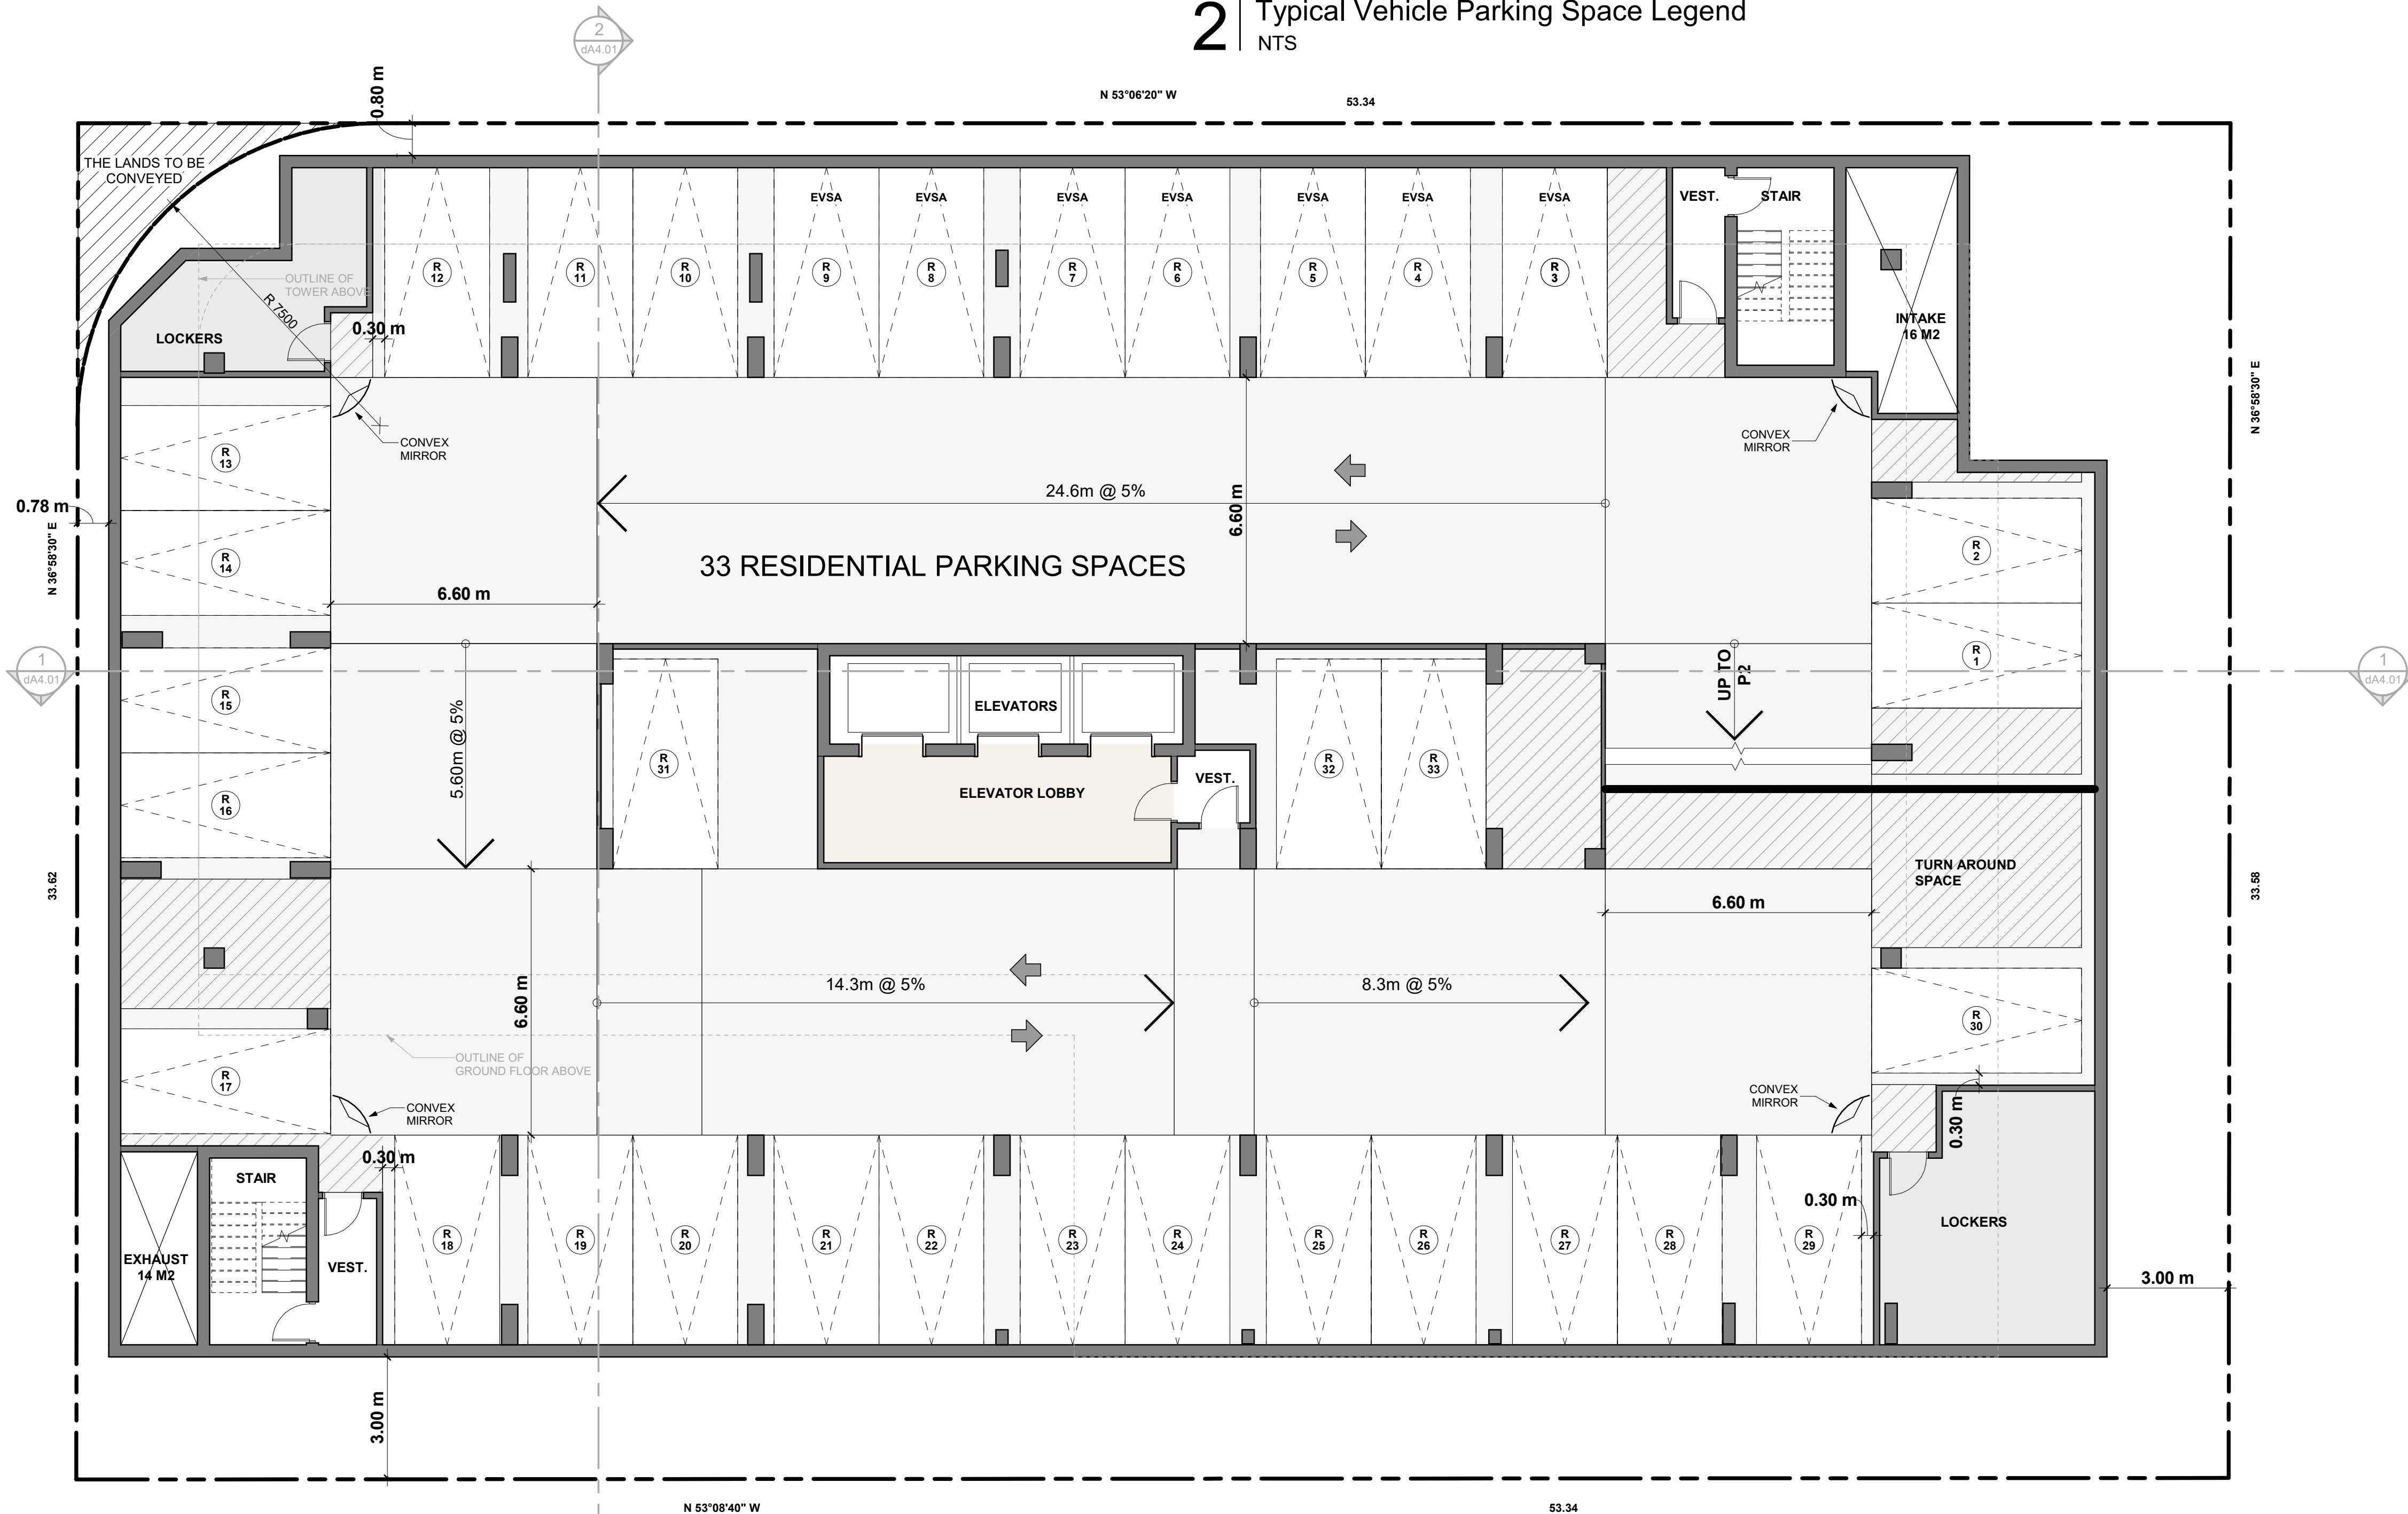 2
Typical Vehicle Parking Space Legend
NTS
2
dA4.01
0.80 m
N 53°06'20" W
53.34
THE LANDS TO BE
CONVEYED
EVSA
EVSA
EVSA
EVSA
EVSA
EVSA
EVSA
VEST.
STAIR
R
12
R
11
R
10
R
9
R
8
R
7
R
6
R
5
R
4
R
3
OUTLINE OF
TOWER ABOVE
R 7500
LOCKERS
0.30 m
INTAKE
16 M2
N 36°58'30" E
CONVEX
MIRROR
CONVEX
MIRROR
R
13
24.6m @ 5%
6.60 m
0.78 m
N 36°58'30" E
R
14
33 RESIDENTIAL PARKING SPACES
R
2
6.60 m
1
dA4.01
R
15
R
1
1
dA4.01
UP TO
P2
ELEVATORS
5.60m @ 5%
R
31
R
32
R
33
VEST.
ELEVATOR LOBBY
R
16
TURN AROUND
SPACE
33.62
33.58
6.60 m
14.3m @ 5%
8.3m @ 5%
6.60 m
R
30
OUTLINE OF
GROUND FLOOR ABOVE
R
17
CONVEX
MIRROR
CONVEX
MIRROR
0.30 m
0.30 m
STAIR
0.30 m
R
18
R
19
R
20
R
21
R
22
R
23
R
24
R
25
R
26
R
27
R
28
R
29
LOCKERS
EXHAUST
14 M2
VEST.
3.00 m
3.00 m
N 53°08'40" W
53.34